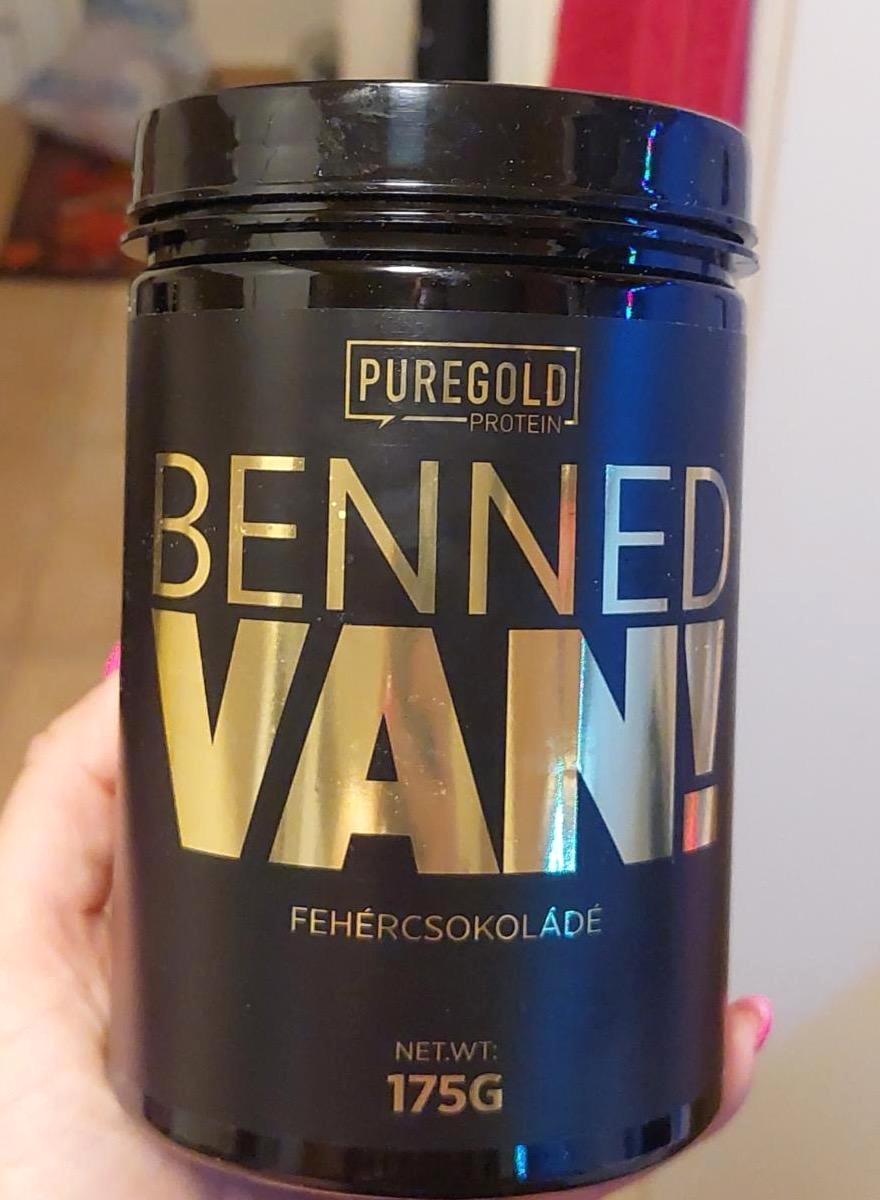 PUREGOLD
PROTEIN
BENNED
VAN!
FEHÉRCSOKOLÁDÉ
NET.WT:
175G